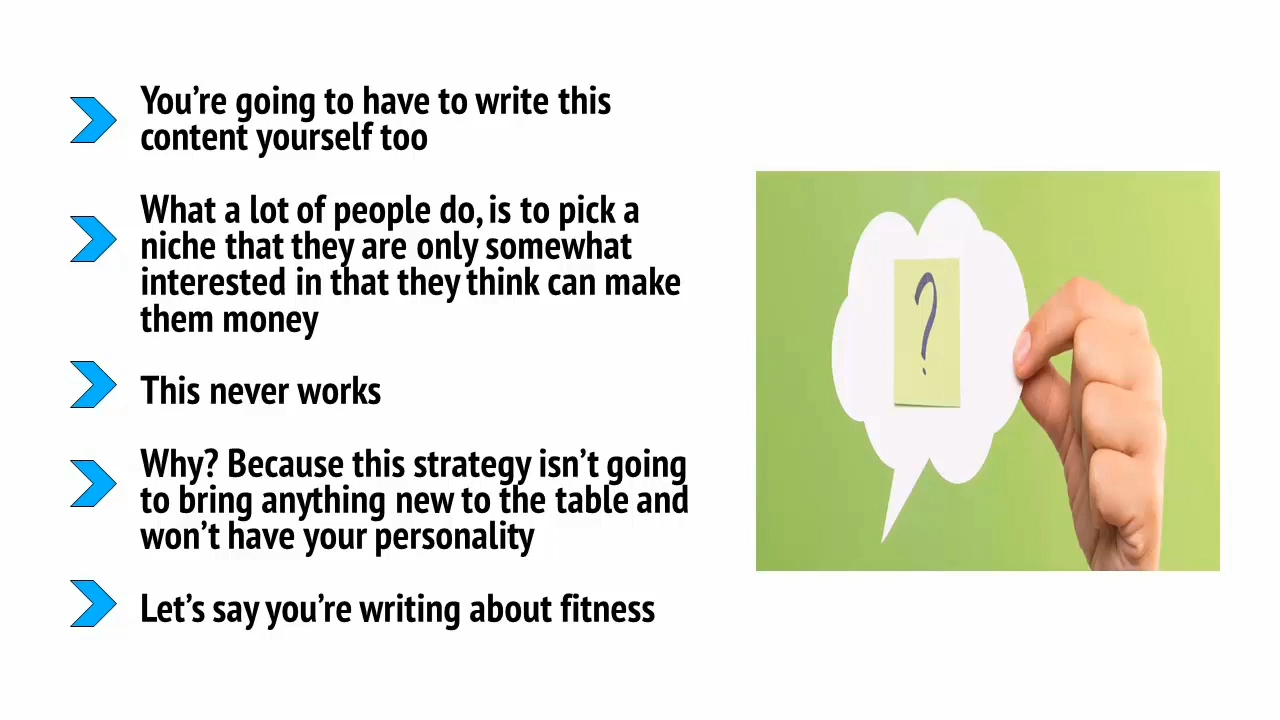 You’re going to have to write this
content yourself too
What a lot of people do, is to pick a
niche that they are only somewhat
interested in that they think can make
them money
This never works
Why? Because this strategy isn’t going
to bring anything new to the table and
won’t have your personality
Let’s say you’re writing about fitness
?